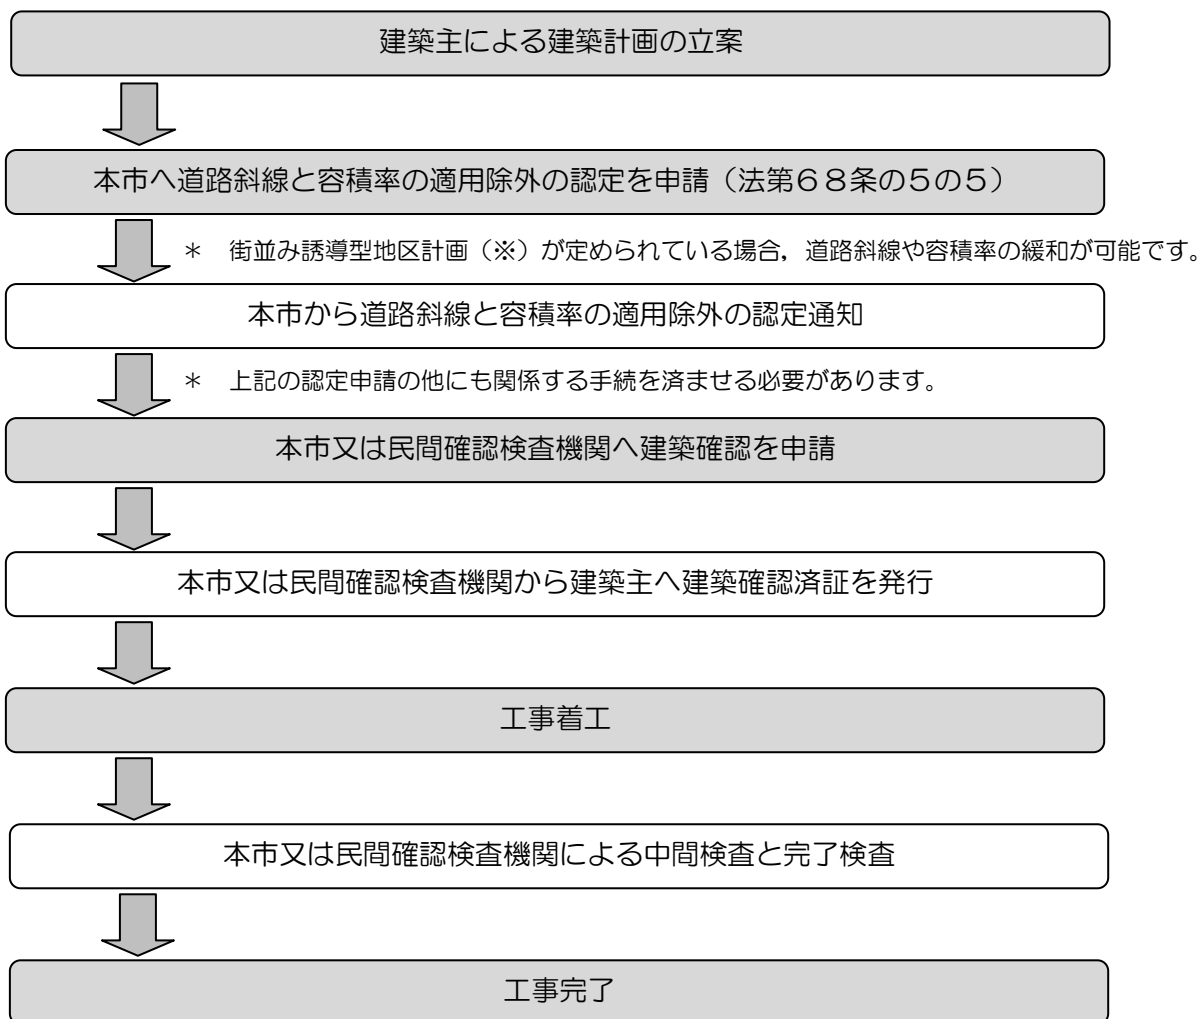 建築主による建築計画の立案
本市へ道路斜線と容積率の適用除外の認定を申請（法第６８条の５の５）
＊　街並み誘導型地区計画（※）が定められている場合，道路斜線や容積率の緩和が可能です。
本市から道路斜線と容積率の適用除外の認定通知
＊　上記の認定申請の他にも関係する手続を済ませる必要があります。
本市又は民間確認検査機関へ建築確認を申請
本市又は民間確認検査機関から建築主へ建築確認済証を発行
工事着工
本市又は民間確認検査機関による中間検査と完了検査
工事完了